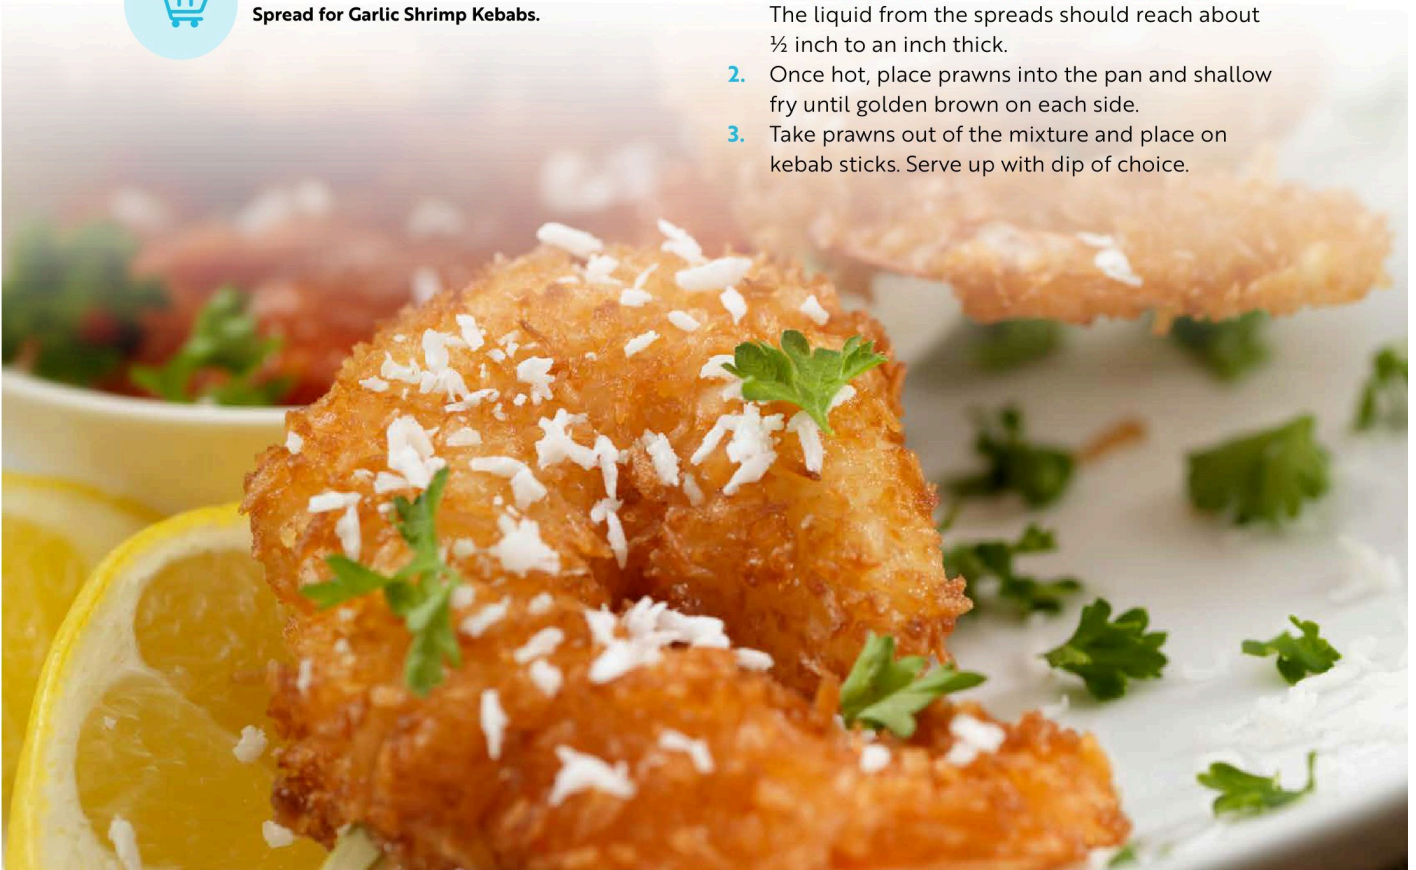 Spread for Garlic Shrimp Kebabs.
The liquid from the spreads should reach about
½ inch to an inch thick.
2. Once hot, place prawns into the pan and shallow
fry until golden brown on each side.
3. Take prawns out of the mixture and place on
kebab sticks. Serve up with dip of choice.